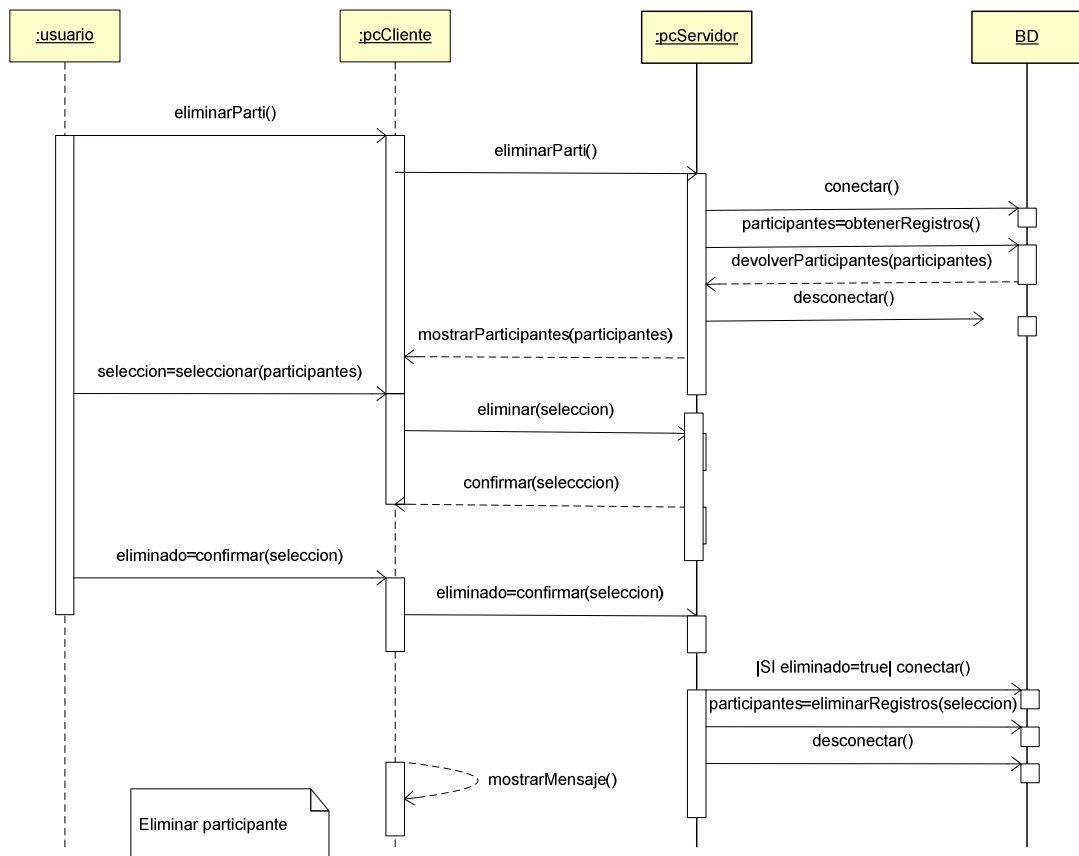 :usuario
:pcCliente
:pcServidor
BD
eliminarParti()
eliminarParti()
conectar()
participantes=obtenerRegistros()
devolverParticipantes(participantes)
desconectar()
mostrarParticipantes(participantes)
seleccion=seleccionar(participantes)
eliminar(seleccion)
confirmar(selecccion)
eliminado=confirmar(seleccion)
eliminado=confirmar(seleccion)
|SI eliminado=true| conectar()
participantes=eliminarRegistros(seleccion)
desconectar()
mostrarMensaje()
Eliminar participante